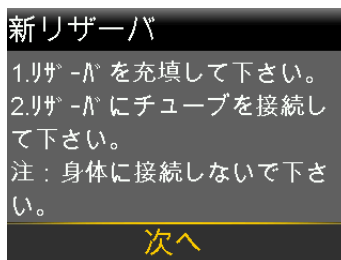 新リザーバ
1.ﾘｻﾞｰﾊﾞを充填して下さい。
2.ﾘｻﾞｰﾊﾞにチューブを接続し
て下さい。
注：身体に接続しないで下さ
い。
次へ